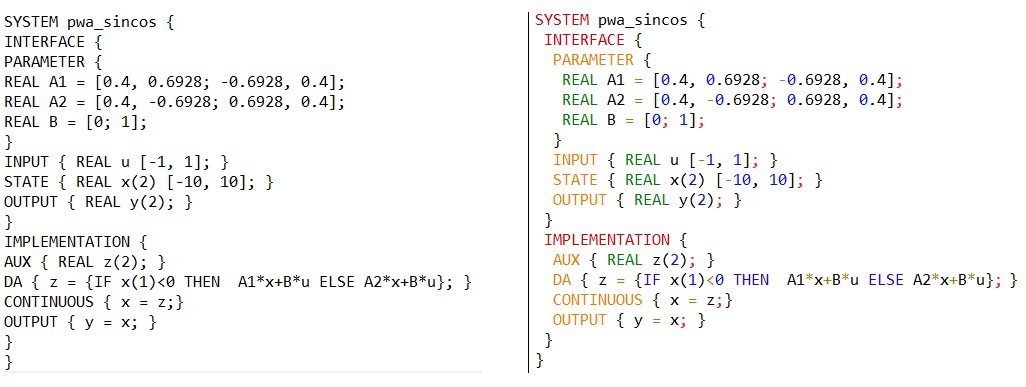 SYSTEM pwa_sincos {
INTERFACE {
PARAMETER {
REAL A1 = [0.4, 0.6928; -0.6928, 0.4];
REAL A2 = [0.4, -0.6928; 0.6928, 0.4];
REAL B = [0; 1];
}
INPUT { REAL u [-1, 1]; }
STATE { REAL x(2) [-10, 10]; }
OUTPUT { REAL y(2); }
}
IMPLEMENTATION {
AUX { REAL z(2); }
DA { z = {IF x(1)<0 THEN  A1*x+B*u ELSE A2*x+B*u}; }
CONTINUOUS { x = z;}
OUTPUT { y = x; }
}
}
SYSTEM pwa_sincos {
 INTERFACE {
  PARAMETER {
   REAL A1 = [0.4, 0.6928; -0.6928, 0.4];
   REAL A2 = [0.4, -0.6928; 0.6928, 0.4];
   REAL B = [0; 1];
  }
  INPUT { REAL u [-1, 1]; }
  STATE { REAL x(2) [-10, 10]; }
  OUTPUT { REAL y(2); }
 }
 IMPLEMENTATION {
  AUX { REAL z(2); }
  DA { z = {IF x(1)<0 THEN  A1*x+B*u ELSE A2*x+B*u}; }
  CONTINUOUS { x = z;}
  OUTPUT { y = x; }
 }
}